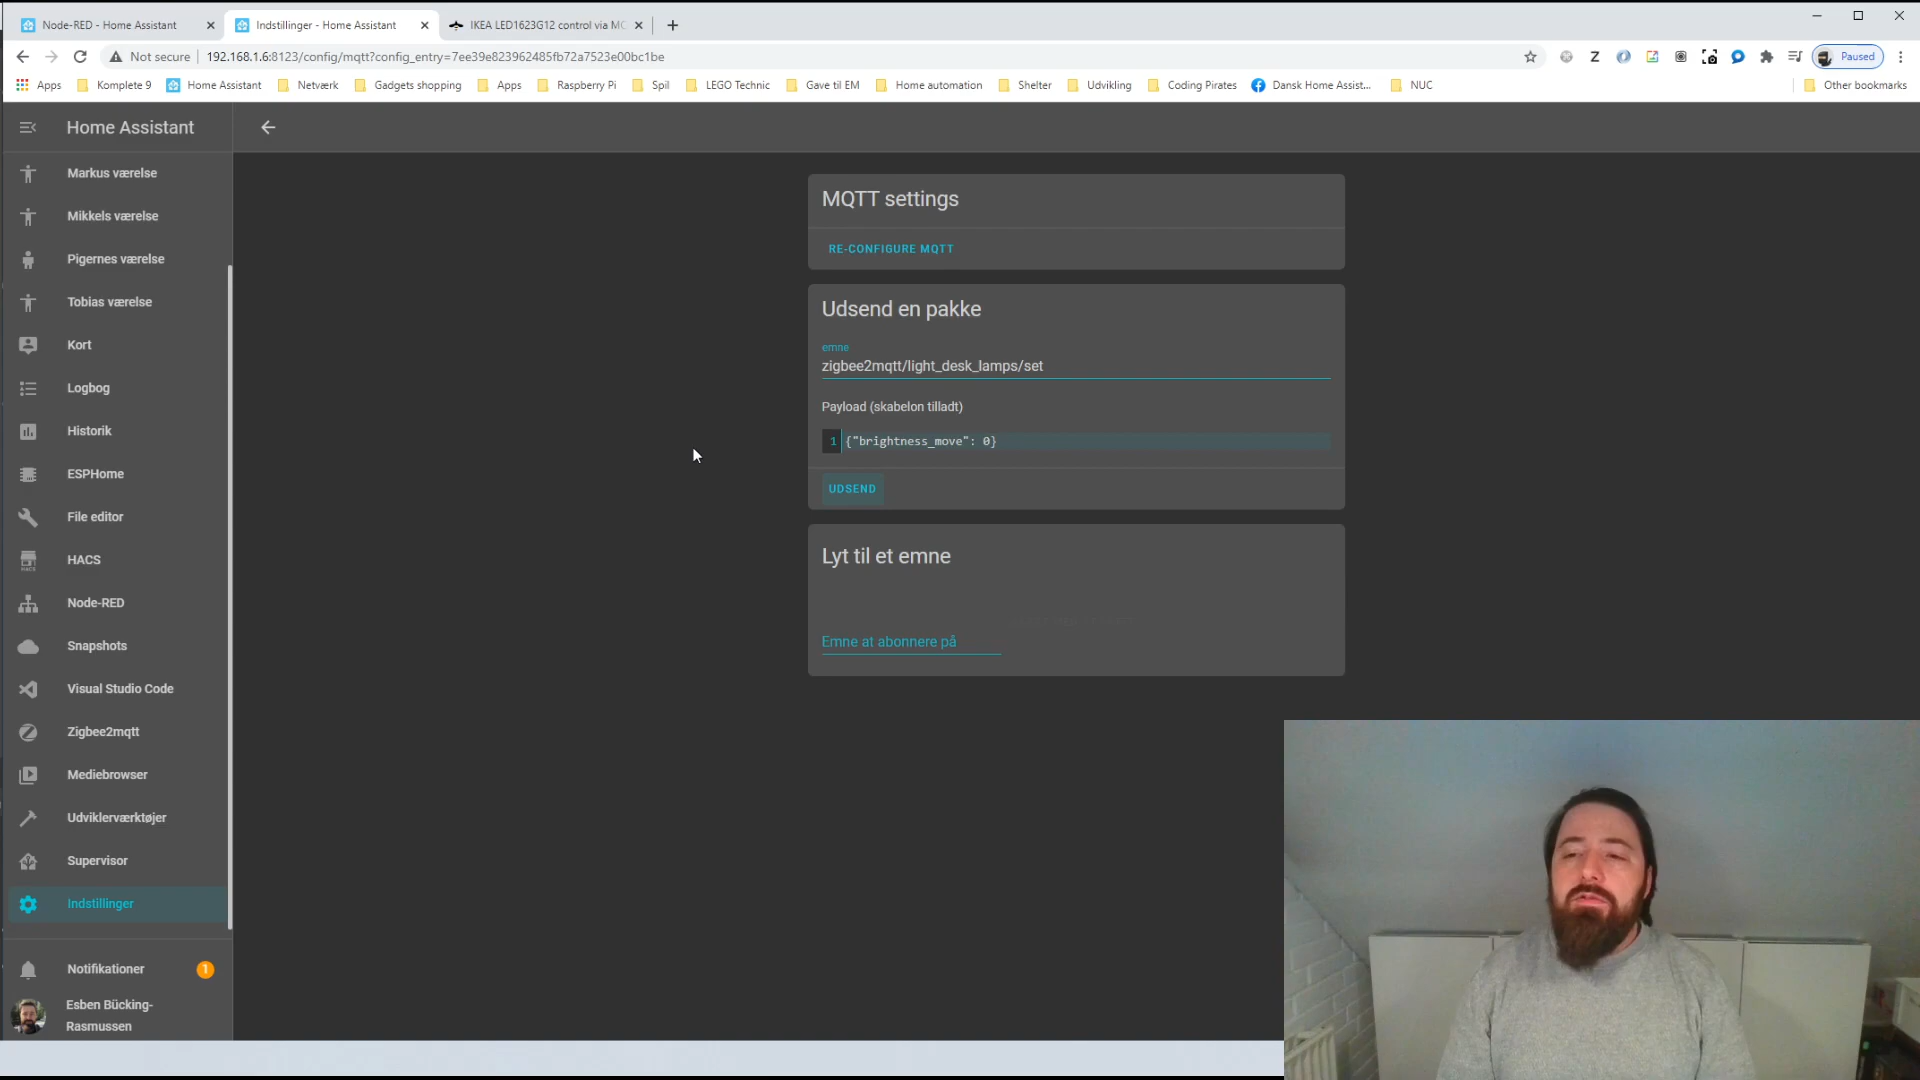 Node-RED - Home Assistant
Indstillinger - Home Assistant
IKEA LED1623G12 control via MQ
Not secure
192.168.1.6:8123/config/mqtt?config_entry=7ee39e823962485fb72a7523e00bc1be
Z
Paused
Apps
Komplete 9
Home Assistant
Netværk
Gadgets shopping
Apps
Raspberry Pi
Spil
LEGO Technic
Gave til EM
Home automation
Shelter
Udvikling
Coding Pirates
Dansk Home Assist...
NUC
Other bookmarks
Home Assistant
Markus værelse
Mikkels værelse
Pigernes værelse
Tobias værelse
Kort
Logbog
Historik
ESPHome
File editor
HACS
Node-RED
Snapshots
Visual Studio Code
Zigbee2mqtt
Mediebrowser
Udviklerværktøjer
Supervisor
Indstillinger
Notifikationer
1
Esben Bücking-
Rasmussen
MQTT settings
RE-CONFIGURE MQTT
Udsend en pakke
emne
zigbee2mqtt/light_desk_lamps/set
Payload (skabelon tilladt)
1 {"brightness_move": 0}
UDSEND
Lyt til et emne
Emne at abonnere på